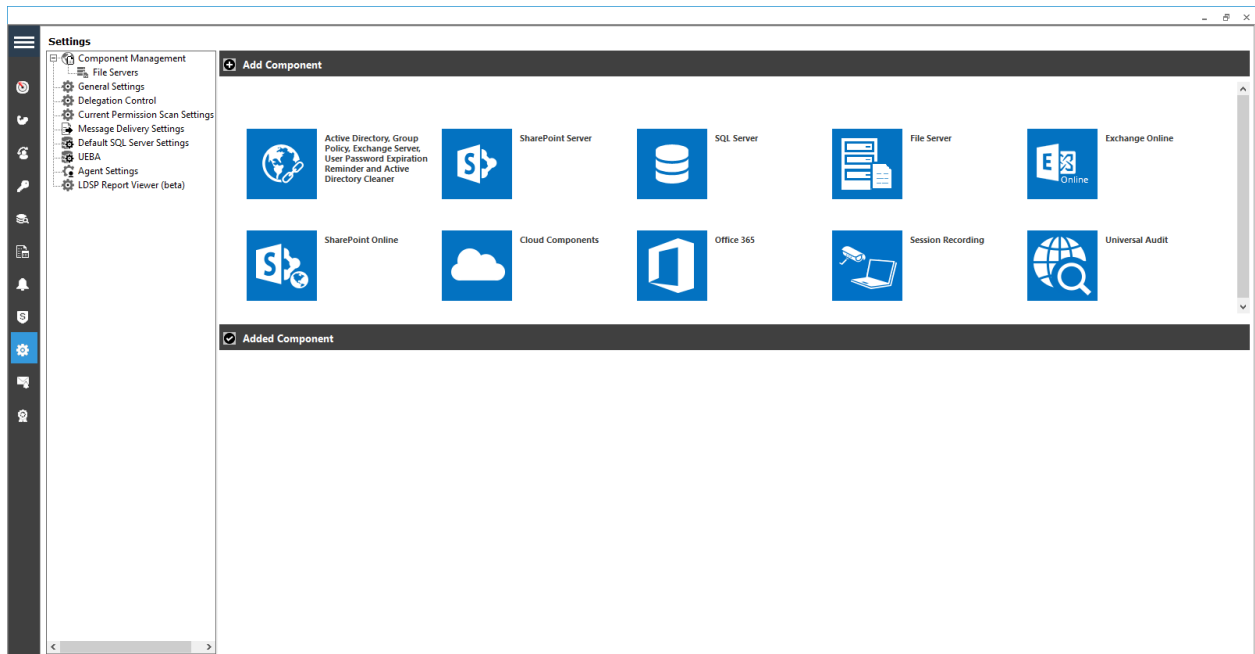 Settings
Component Management
File Servers
General Settings
Delegation Control
Current Permission Scan Settings
Message Delivery Settings
Default SQL Server Settings
UEBA
Agent Settings
LDSP Report Viewer (beta)
Add Component
Active Directory, Group
Policy, Exchange Server,
User Password Expiration
Reminder and Active
Directory Cleaner
S
SharePoint Server
SQL Server
File Server
E
Online
Exchange Online
S
SharePoint Online
Cloud Components
Office 365
Session Recording
Universal Audit
Added Component
S